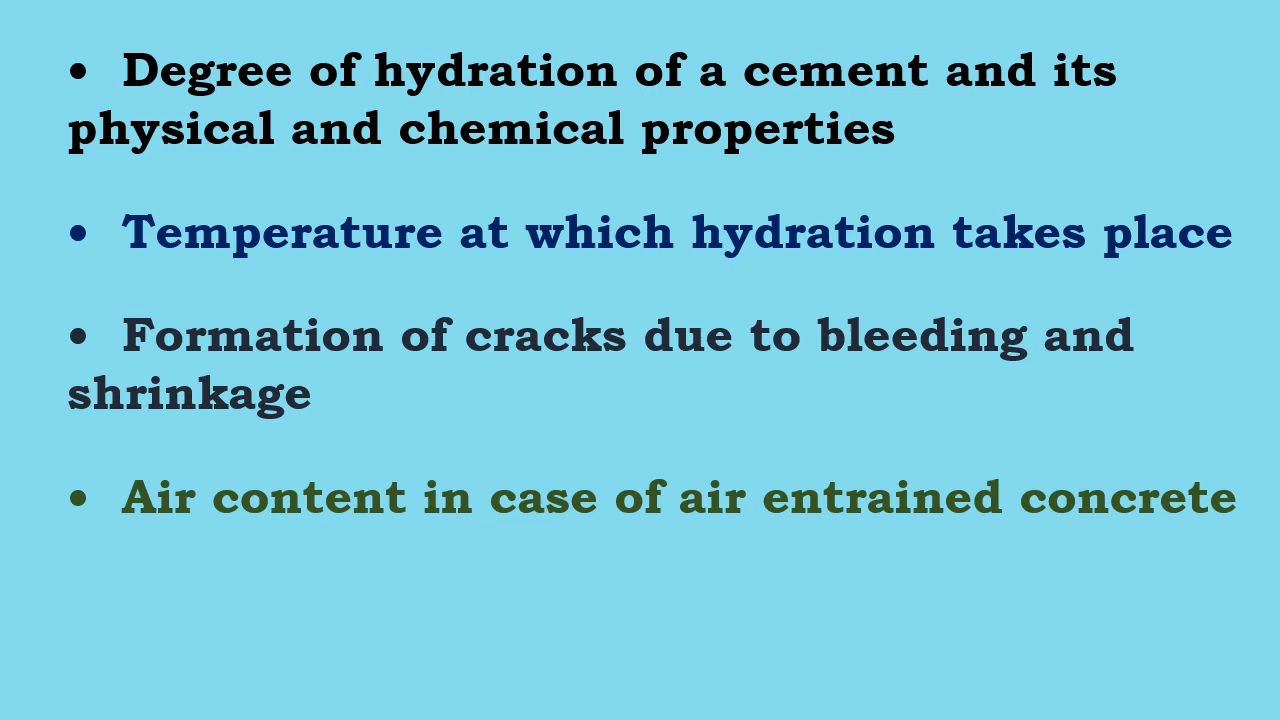 • Degree of hydration of a cement and its
physical and chemical properties
• Temperature at which hydration takes place
• Formation of cracks due to bleeding and
shrinkage
• Air content in case of air entrained concrete